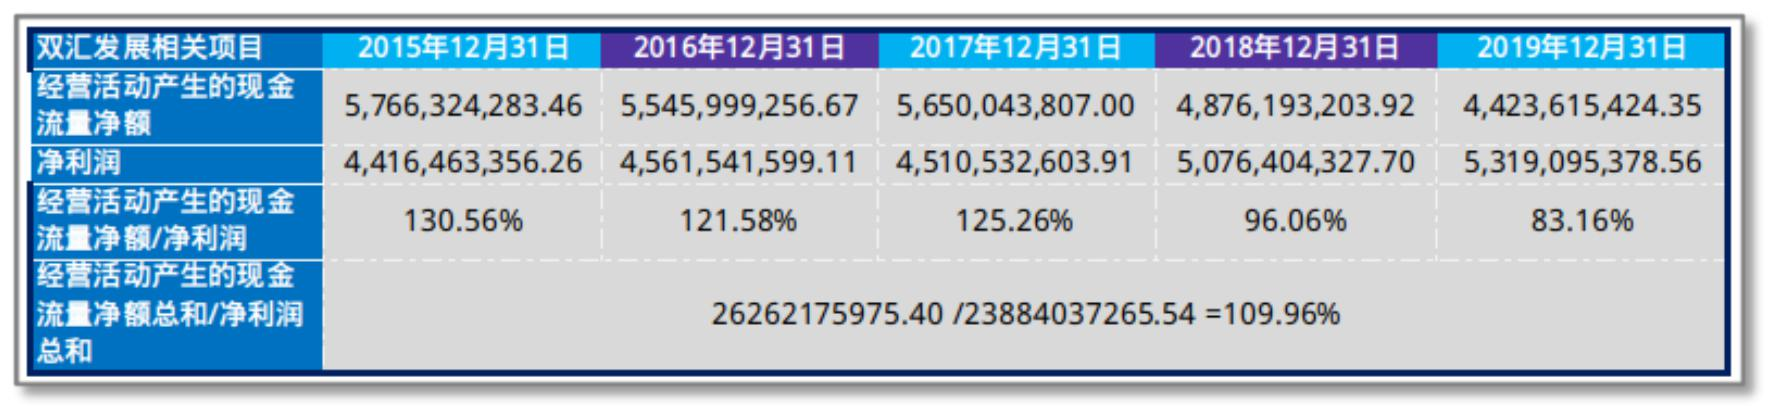 双汇发展相关项目 2015年12月31日 2016年12月31日 2017年12月31日 2018年12月31日 2019年12月31日
经营活动产生的现金
流量净额 5,766,324,283.46 5,545,999,256.67 5,650,043,807.00 4,876,193,203.92 4,423,615,424.35
净利润 4,416,463,356.26 4,561,541,599.11 4,510,532,603.91 5,076,404,327.70 5,319,095,378.56
经营活动产生的现金
流量净额/净利润 130.56% 121.58% 125.26% 96.06% 83.16%
经营活动产生的现金
流量净额总和/净利润 26262175975.40 /23884037265.54 =109.96%
总和